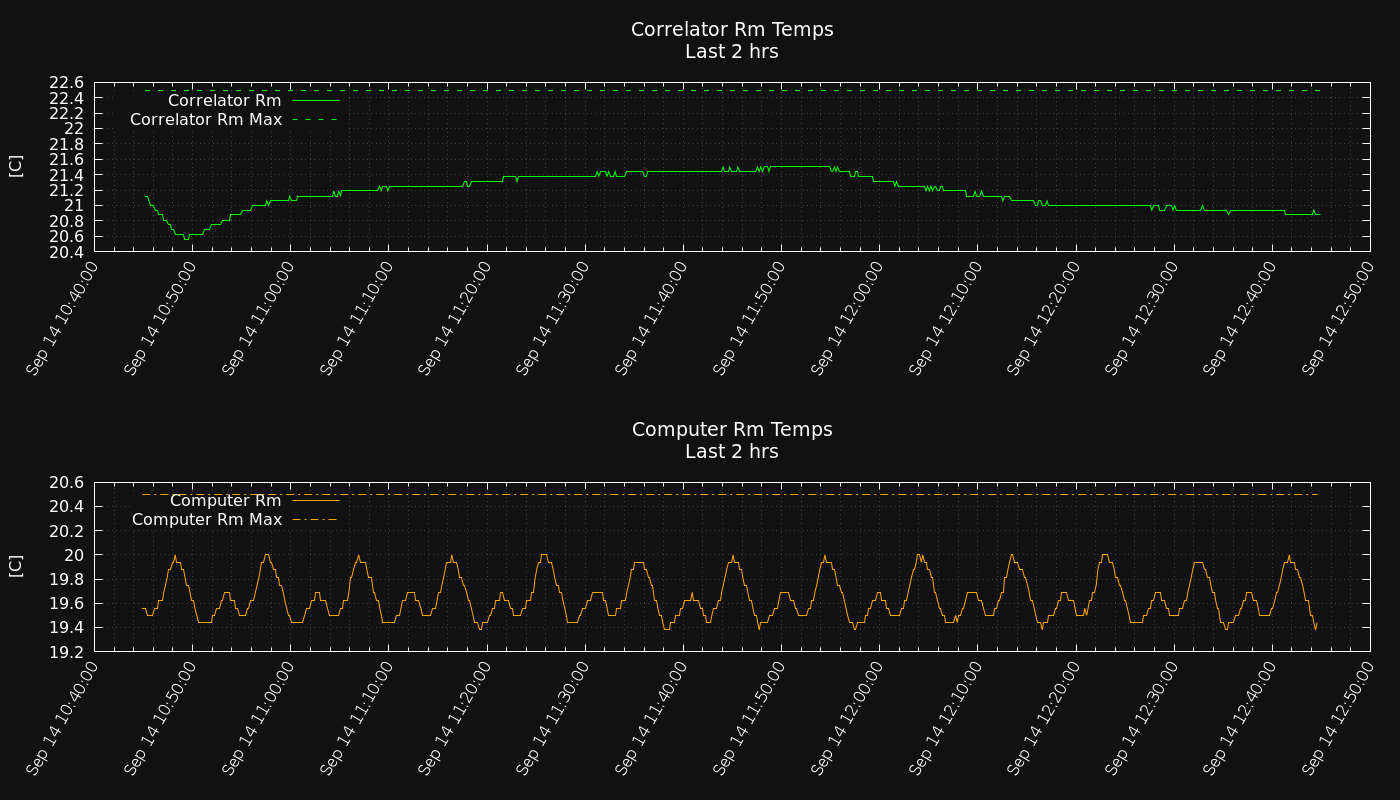 Correlator Rm Temps
Last 2 hrs
[C]
22.6
22.4
22.2
22
21.8
21.6
21.4
21.2
21
20.8
20.6
20.4
Correlator Rm
Correlator Rm Max
Sep 14 10:40:00
Sep 14 10:50:00
Sep 14 11:00:00
Sep 14 11:10:00
Sep 14 11:20:00
Sep 14 11:30:00
Sep 14 11:40:00
Sep 14 11:50:00
Sep 14 12:00:00
Sep 14 12:10:00
Sep 14 12:20:00
Sep 14 12:30:00
Sep 14 12:40:00
Sep 14 12:50:00
Computer Rm Temps
Last 2 hrs
[C]
20.6
20.4
20.2
20
19.8
19.6
19.4
19.2
Computer Rm
Computer Rm Max
Sep 14 10:40:00
Sep 14 10:50:00
Sep 14 11:00:00
Sep 14 11:10:00
Sep 14 11:20:00
Sep 14 11:30:00
Sep 14 11:40:00
Sep 14 11:50:00
Sep 14 12:00:00
Sep 14 12:10:00
Sep 14 12:20:00
Sep 14 12:30:00
Sep 14 12:40:00
Sep 14 12:50:00